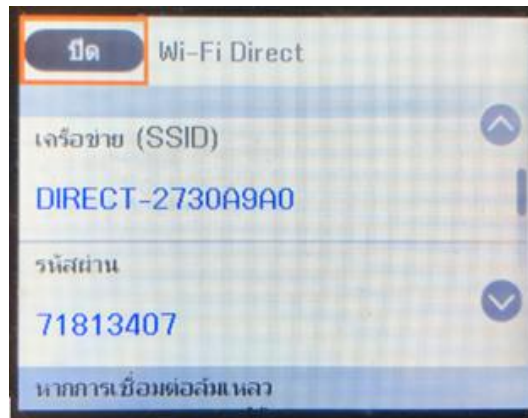 ปิด Wi-Fi Direct
เครือข่าย (SSID)
DIRECT-2730A9A0
รหัสผ่าน
71813407
หากการเชื่อมต่อล้มเหลว